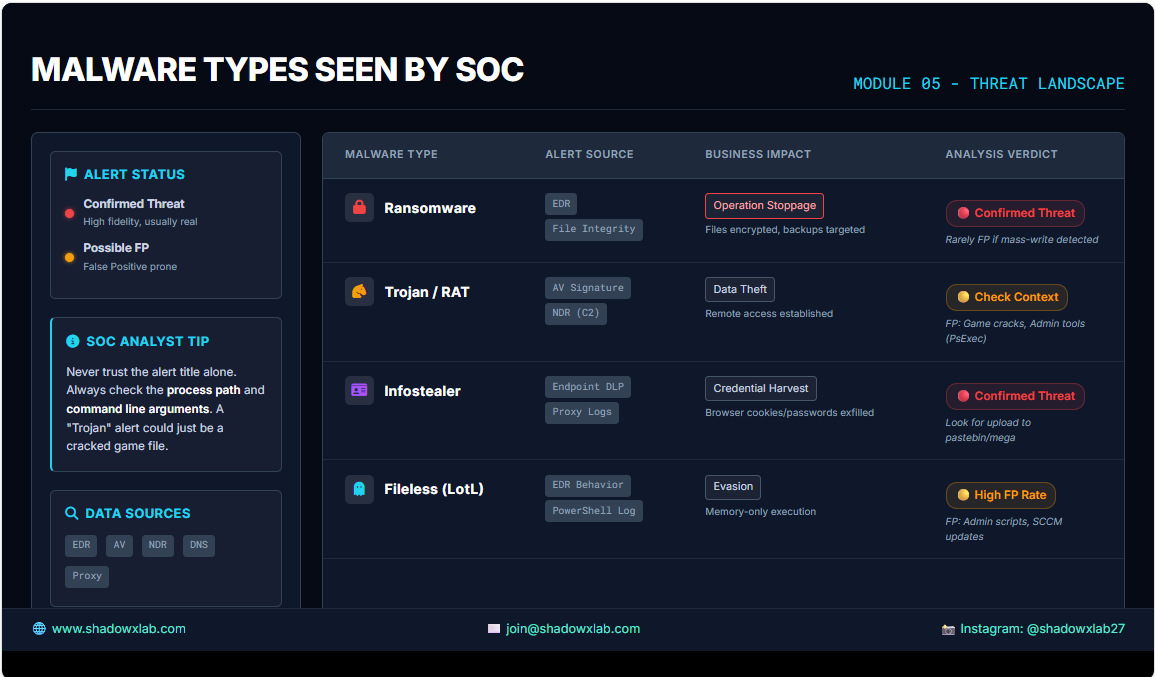 MALWARE TYPES SEEN BY SOC
MODULE 05 - THREAT LANDSCAPE
ALERT STATUS
Confirmed Threat
High fidelity, usually real
Possible FP
False Positive prone
SOC ANALYST TIP
Never trust the alert title alone.
Always check the process path and
command line arguments. A
"Trojan" alert could just be a
cracked game file.
DATA SOURCES
EDR AV NDR DNS
Proxy
MALWARE TYPE ALERT SOURCE BUSINESS IMPACT ANALYSIS VERDICT
Ransomware
EDR
File Integrity
Operation Stoppage
Files encrypted, backups targeted
Confirmed Threat
Rarely FP if mass-write detected
Trojan / RAT
AV Signature
NDR (C2)
Data Theft
Remote access established
Check Context
FP: Game cracks, Admin tools
(PsExec)
Infostealer
Endpoint DLP
Proxy Logs
Credential Harvest
Browser cookies/passwords exfilled
Confirmed Threat
Look for upload to
pastebin/mega
Fileless (LotL)
EDR Behavior
PowerShell Log
Evasion
Memory-only execution
High FP Rate
FP: Admin scripts, SCCM
updates
www.shadowxlab.com
join@shadowxlab.com
Instagram: @shadowxlab27